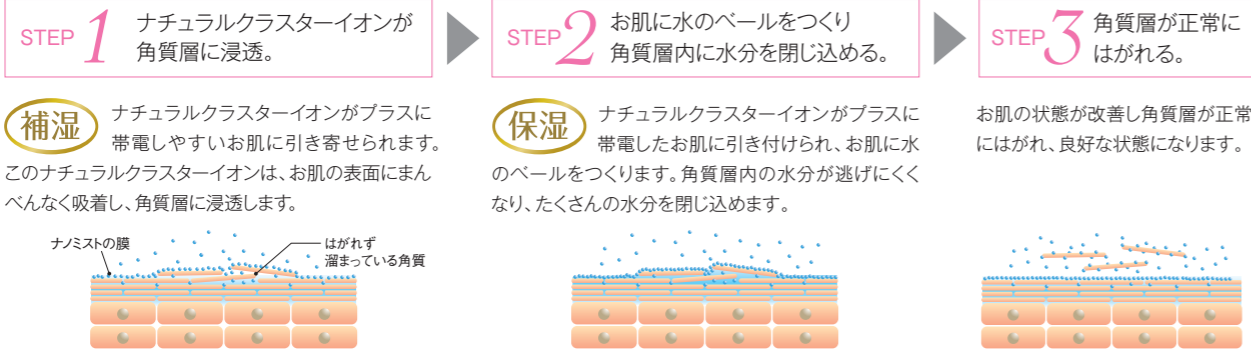 STEP 1
ナチュラルクラスターイオンが
角質層に浸透。
STEP 2
お肌に水のベールをつくり
角質層内に水分を閉じ込める。
STEP 3
角質層が正常に
はがれる。
補湿
ナチュラルクラスターイオンがプラスに
帯電しやすいお肌に引き寄せられます。
このナチュラルクラスターイオンは、お肌の表面にまん
べんなく吸着し、角質層に浸透します。
ナノミストの膜
はがれず
溜まっている角質
保湿
ナチュラルクラスターイオンがプラスに
帯電したお肌に引き付けられ、お肌に水
のベールをつくります。角質層内の水分が逃げにくく
なり、たくさんの水分を閉じ込めます。
お肌の状態が改善し角質層が正常
にはがれ、良好な状態になります。